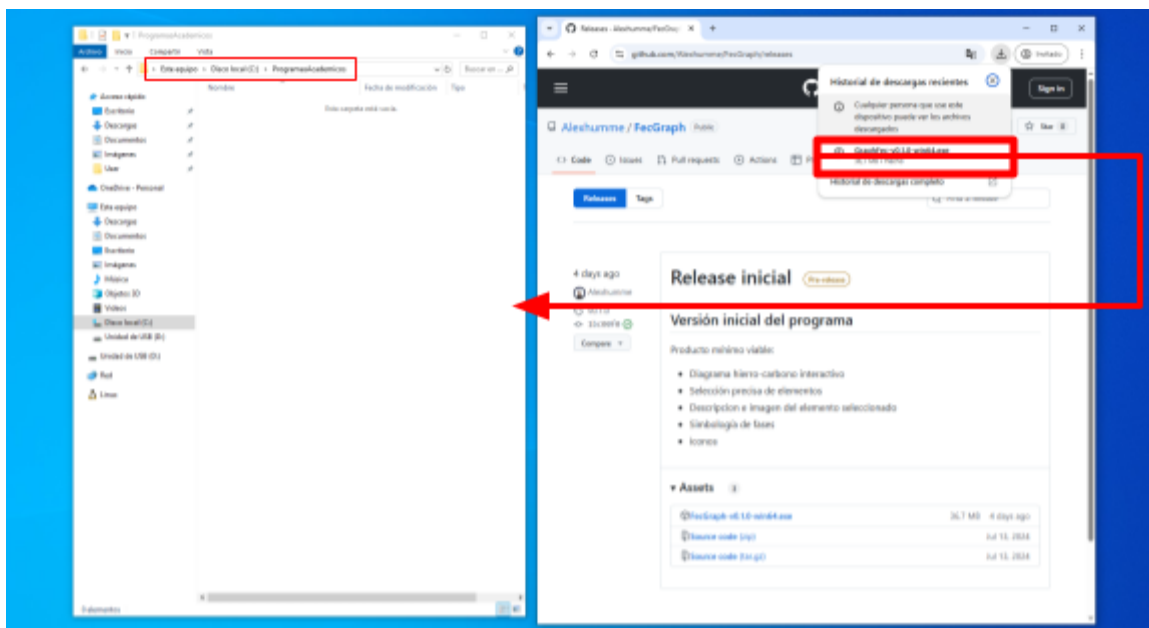 ProgramasAcademicos
Archivo Inicio Compartir Vista
Este equipo > Disco local (C:) > ProgramasAcademicos
Buscar en ...
Nombre Fecha de modificación Tipo
Esta carpeta está vacía.
Acceso rápido
Escritorio
Descargas
Documentos
Imágenes
User
OneDrive - Personal
Este equipo
Descargas
Documentos
Escritorio
Imágenes
Música
Objetos 3D
Vídeos
Disco local (C:)
Unidad de USB (D:)
Unidad de USB (D:)
Red
Linux
0 elementos
Releases · Alexhumme/FecGrap
github.com/Alexhumme/FecGraph/releases
Invitado
Sign in
Historial de descargas recientes
Cualquier persona que use este
dispositivo puede ver los archivos
descargados
Historial de descargas completo
Alexhumme / FecGraph Public
Star
Code Issues Pull requests Actions
Releases Tags
Find a release
4 days ago
Alexhumme
Compare
Release inicial Pre-release
Versión inicial del programa
Producto mínimo viable:
Diagrama hierro-carbono interactivo
Selección precisa de elementos
Descripcion e imagen del elemento seleccionado
Simbología de fases
Iconos
Assets 3
FecGraph-v0.1.0-win64.exe 36.7 MB 4 days ago
Source code (zip) Jul 13, 2024
Source code (tar.gz) Jul 13, 2024